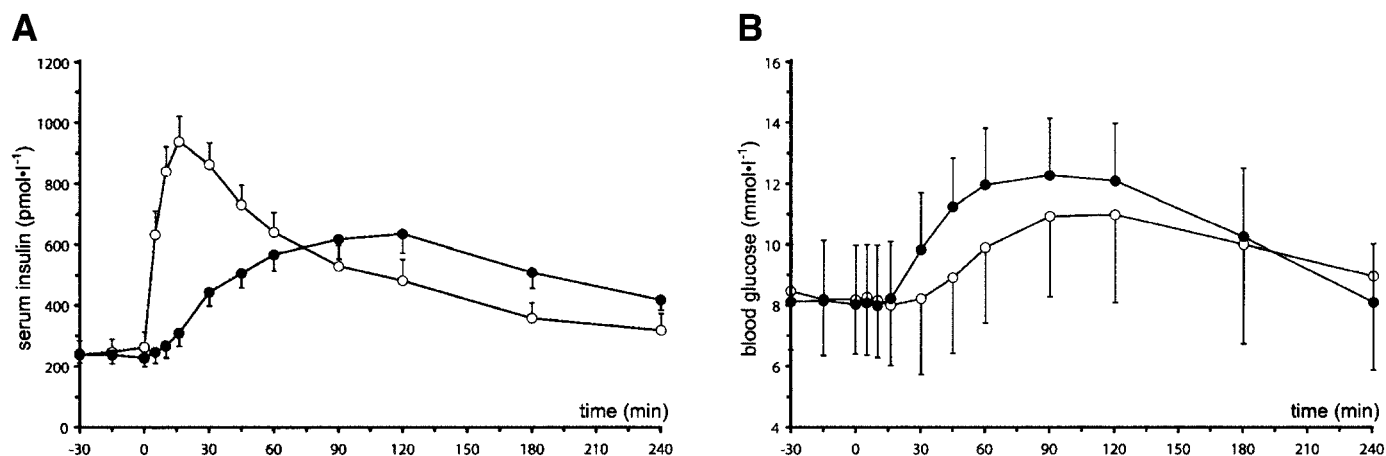 A
1200
1000
800
600
400
200
0
serum insulin (pmol•l⁻¹)
time (min)
-30 0 30 60 90 120 150 180 210 240
B
16
14
12
10
8
6
4
blood glucose (mmol•l⁻¹)
time (min)
-30 0 30 60 90 120 150 180 210 240